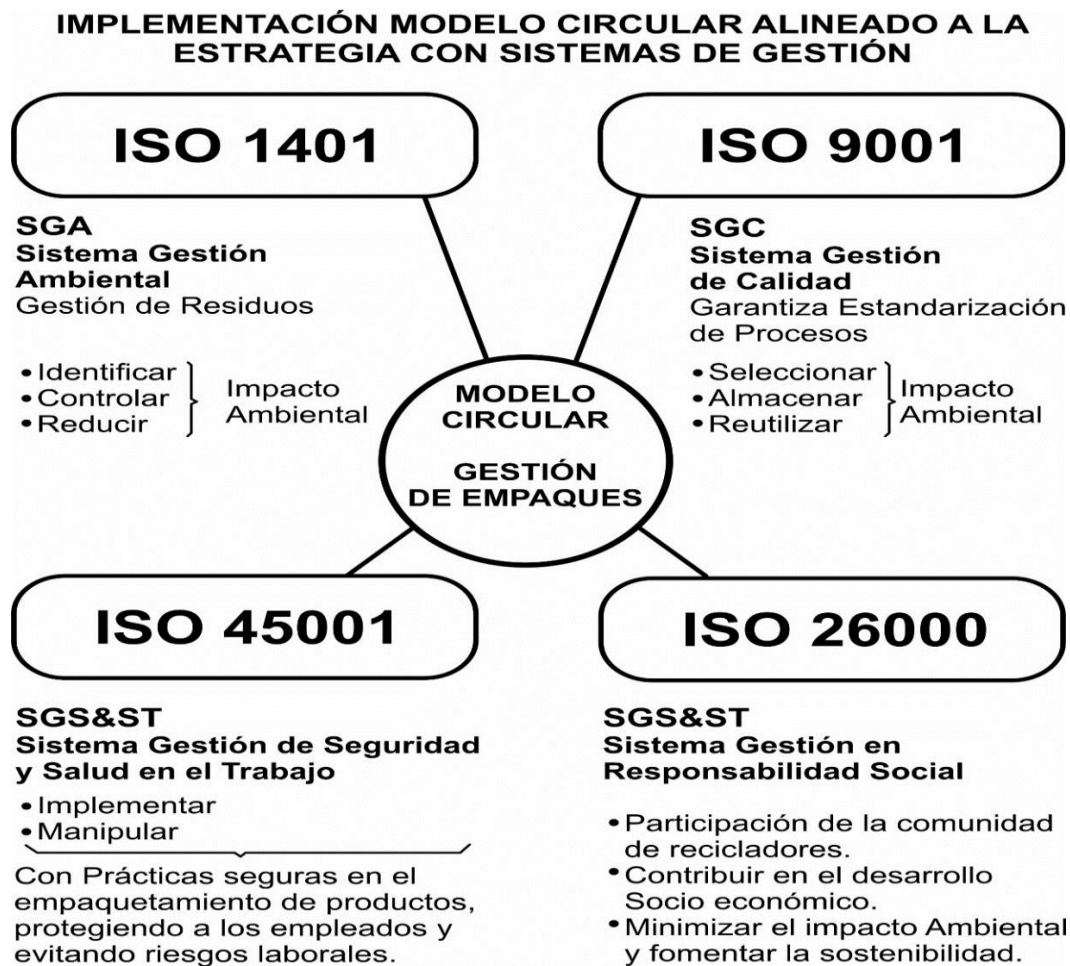 IMPLEMENTACIÓN MODELO CIRCULAR ALINEADO A LA
ESTRATEGIA CON SISTEMAS DE GESTIÓN
ISO 1401
SGA
Sistema Gestión
Ambiental
Gestión de Residuos
• Identificar
• Controlar
• Reducir
Impacto
Ambiental
ISO 9001
SGC
Sistema Gestión
de Calidad
Garantiza Estandarización
de Procesos
• Seleccionar
• Almacenar
• Reutilizar
Impacto
Ambiental
MODELO
CIRCULAR
GESTIÓN
DE EMPAQUES
ISO 45001
SGS&ST
Sistema Gestión de Seguridad
y Salud en el Trabajo
• Implementar
• Manipular
Con Prácticas seguras en el
empaquetamiento de productos,
protegiendo a los empleados y
evitando riesgos laborales.
ISO 26000
SGS&ST
Sistema Gestión en
Responsabilidad Social
• Participación de la comunidad
de recicladores.
• Contribuir en el desarrollo
Socio económico.
• Minimizar el impacto Ambiental
y fomentar la sostenibilidad.